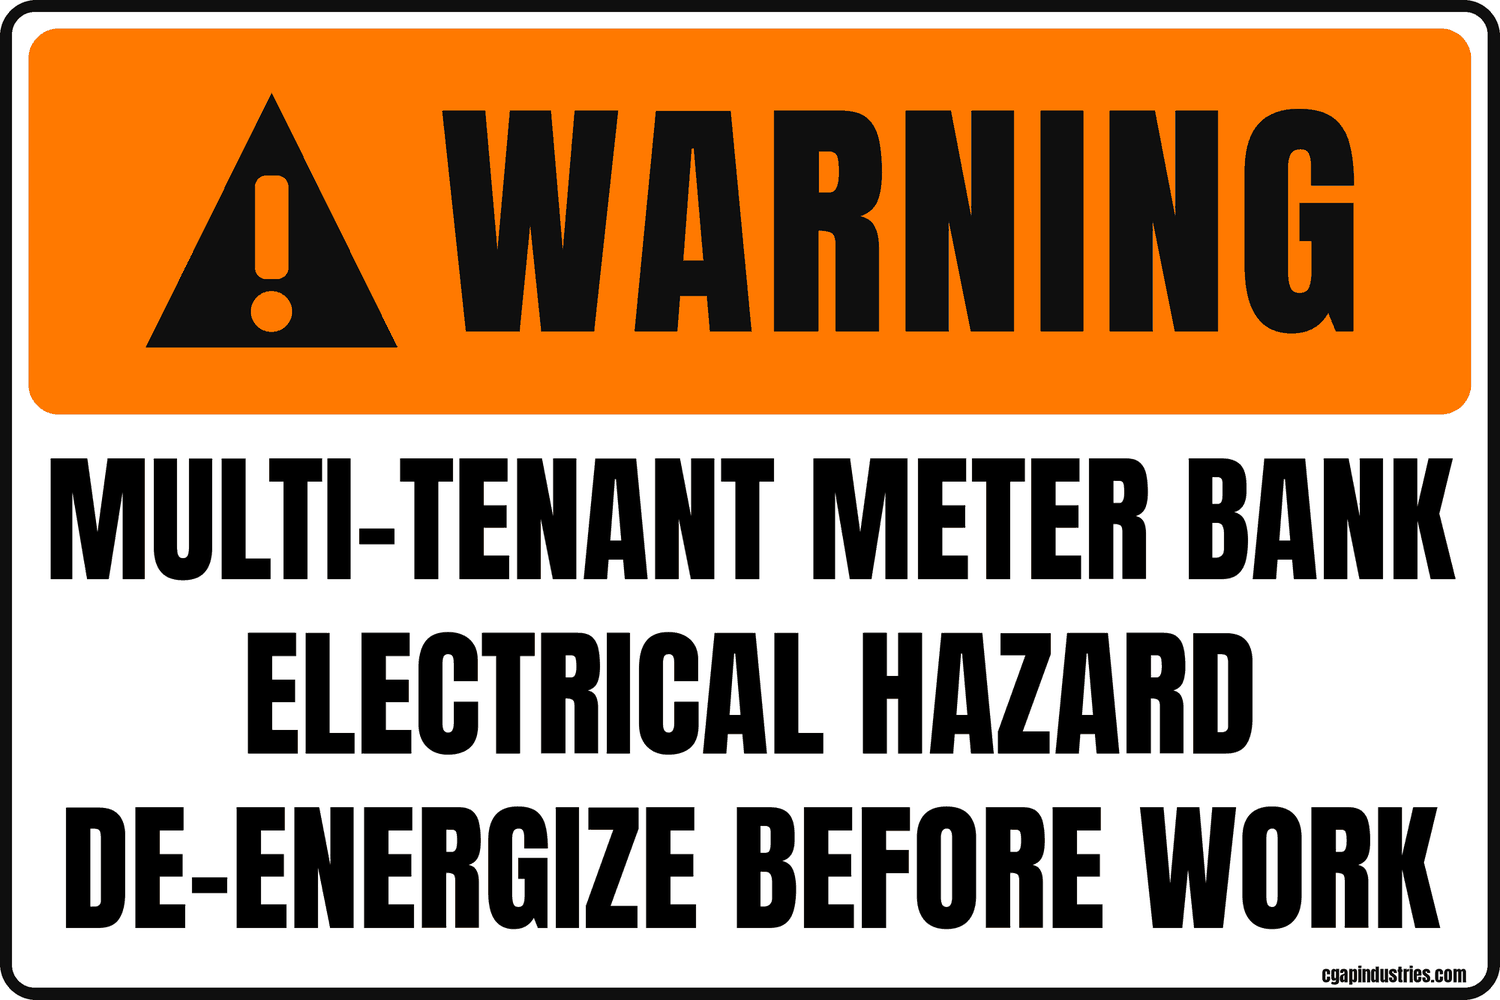 WARNING
MULTI-TENANT METER BANK
ELECTRICAL HAZARD
DE-ENERGIZE BEFORE WORK
cgapindustries.com